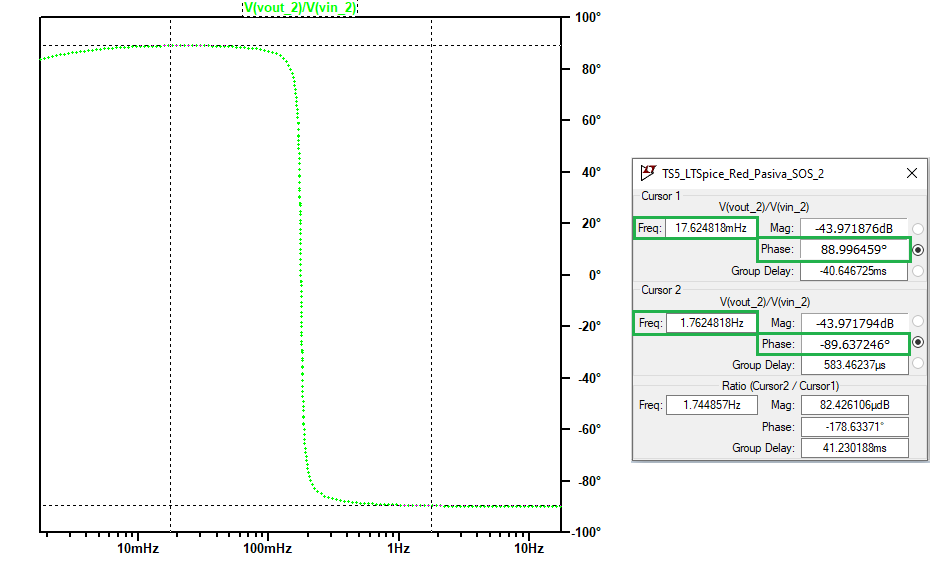 V(vout_2)/V(vin_2)
100°
80°
60°
40°
20°
0°
-20°
-40°
-60°
-80°
-100°
10mHz 100mHz 1Hz 10Hz
TS5_LTSpice_Red_Pasiva_SOS_2
Cursor 1
V(vout_2)/V(vin_2)
Freq: 17.624818mHz Mag: -43.971876dB
Phase: 88.996459°
Group Delay: -40.646725ms
Cursor 2
V(vout_2)/V(vin_2)
Freq: 1.7624818Hz Mag: -43.971794dB
Phase: -89.637246°
Group Delay: 583.46237µs
Ratio (Cursor2 / Cursor1)
Freq: 1.744857Hz Mag: 82.426106µdB
Phase: -178.63371°
Group Delay: 41.230188ms